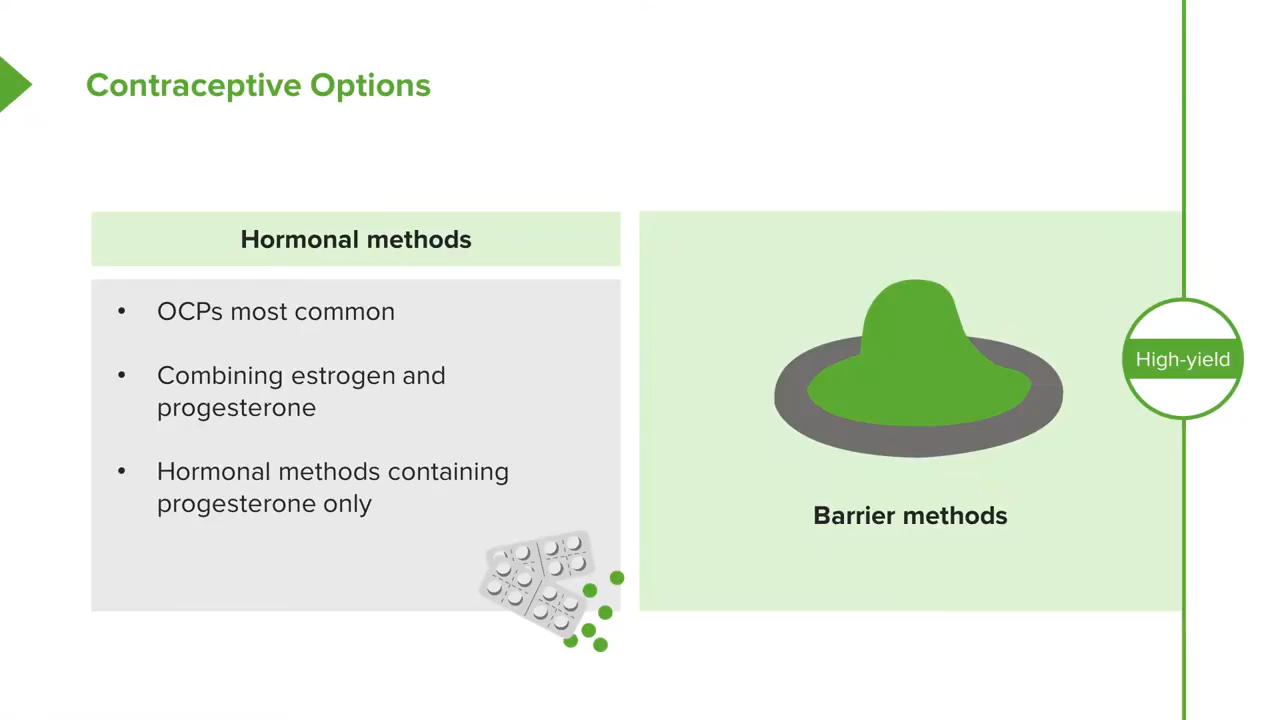 Contraceptive Options
Hormonal methods
• OCPs most common
• Combining estrogen and
progesterone
• Hormonal methods containing
progesterone only
Barrier methods
High-yield